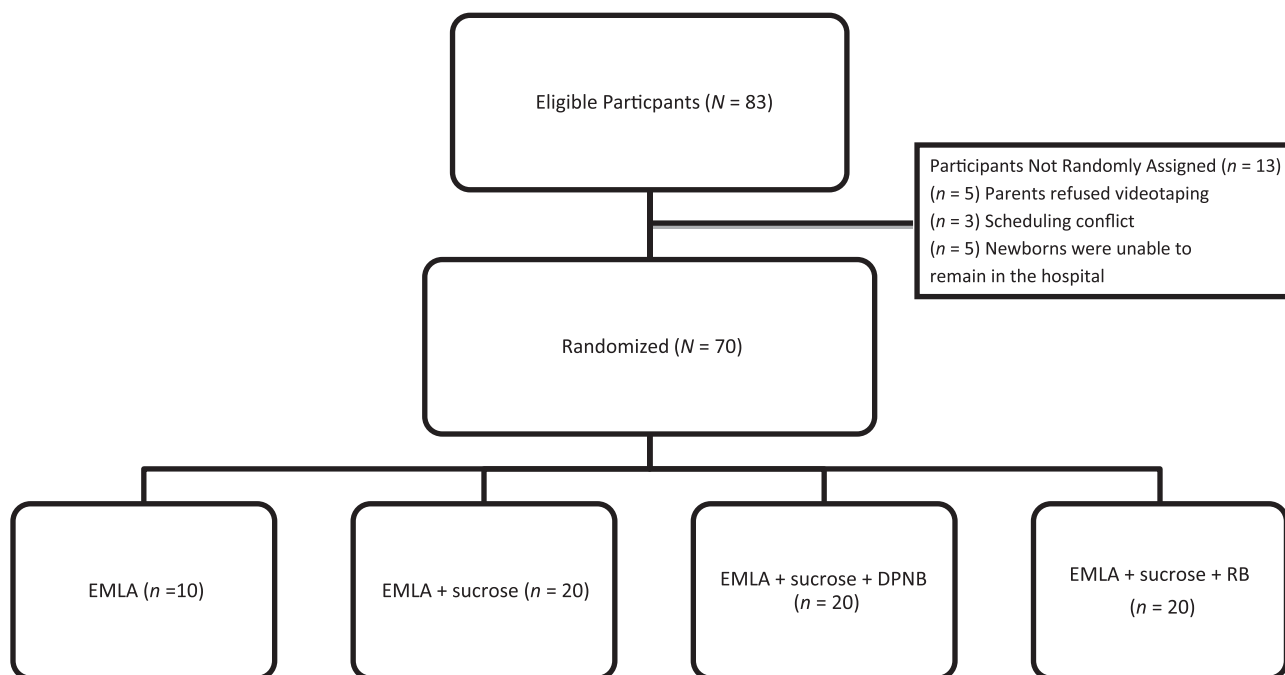 Eligible Particpants (N = 83)
Participants Not Randomly Assigned (n = 13)
(n = 5) Parents refused videotaping
(n = 3) Scheduling conflict
(n = 5) Newborns were unable to
remain in the hospital
Randomized (N = 70)
EMLA (n =10)
EMLA + sucrose (n = 20)
EMLA + sucrose + DPNB
(n = 20)
EMLA + sucrose + RB
(n = 20)